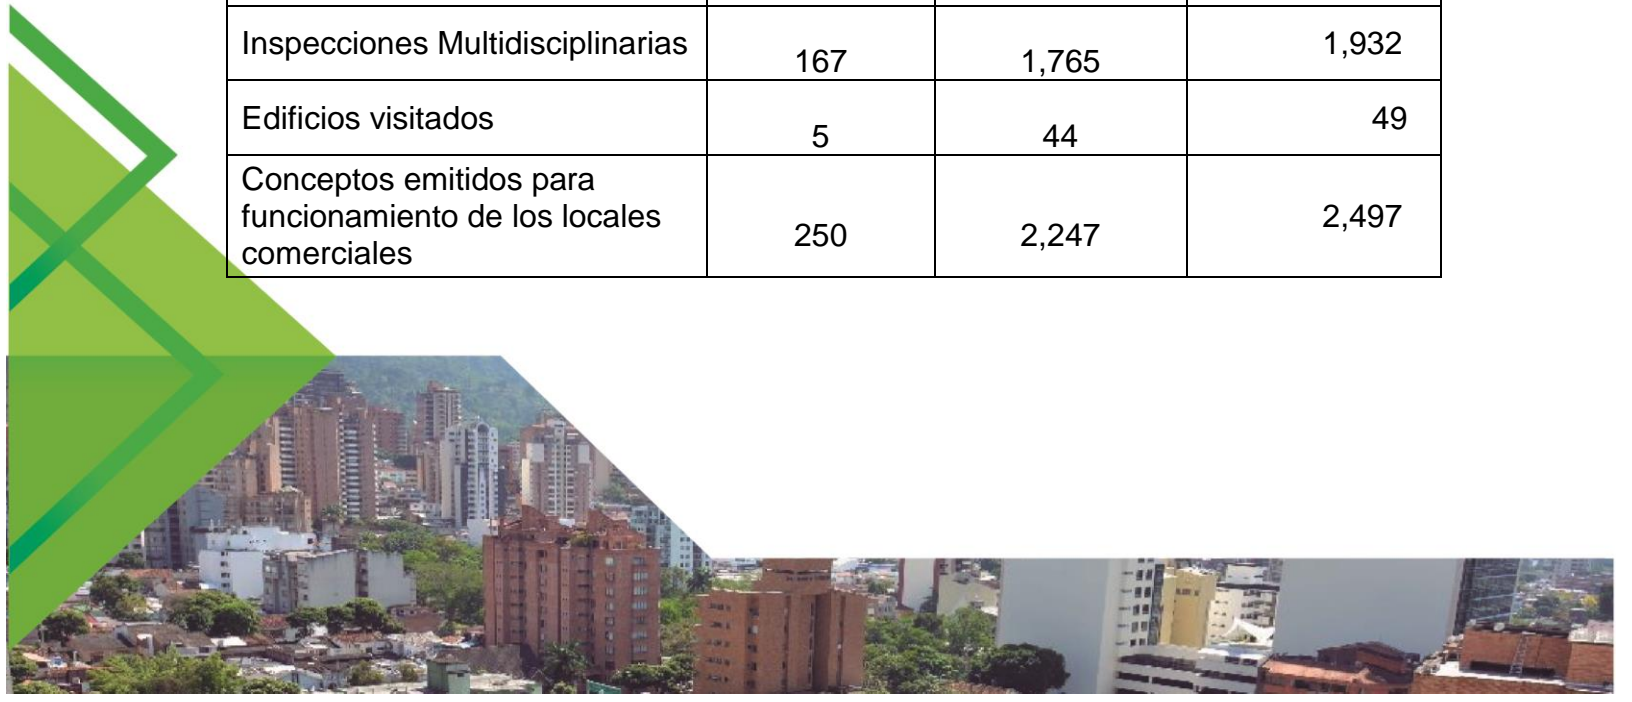 Inspecciones Multidisciplinarias 167 1,765 1,932
Edificios visitados 5 44 49
Conceptos emitidos para
funcionamiento de los locales
comerciales 250 2,247 2,497